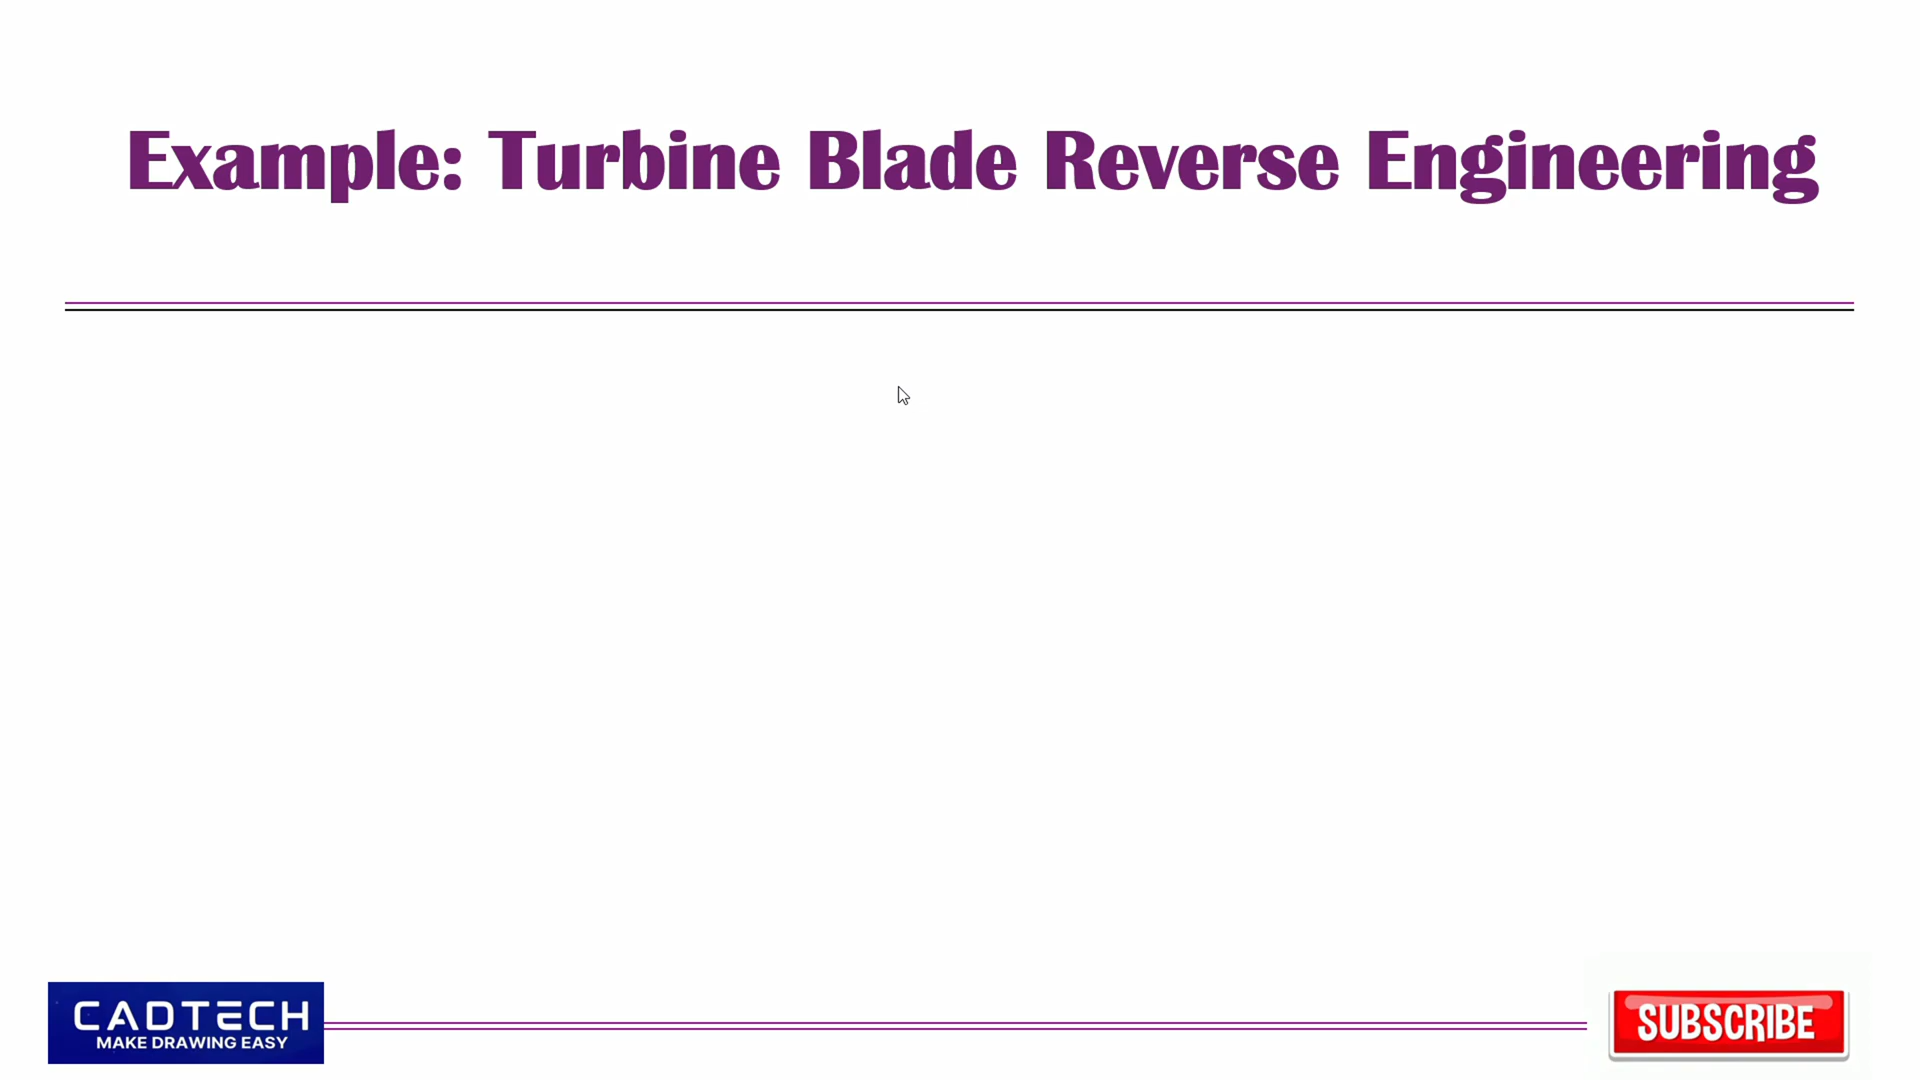 Example: Turbine Blade Reverse Engineering
CADTECH
MAKE DRAWING EASY
SUBSCRIBE